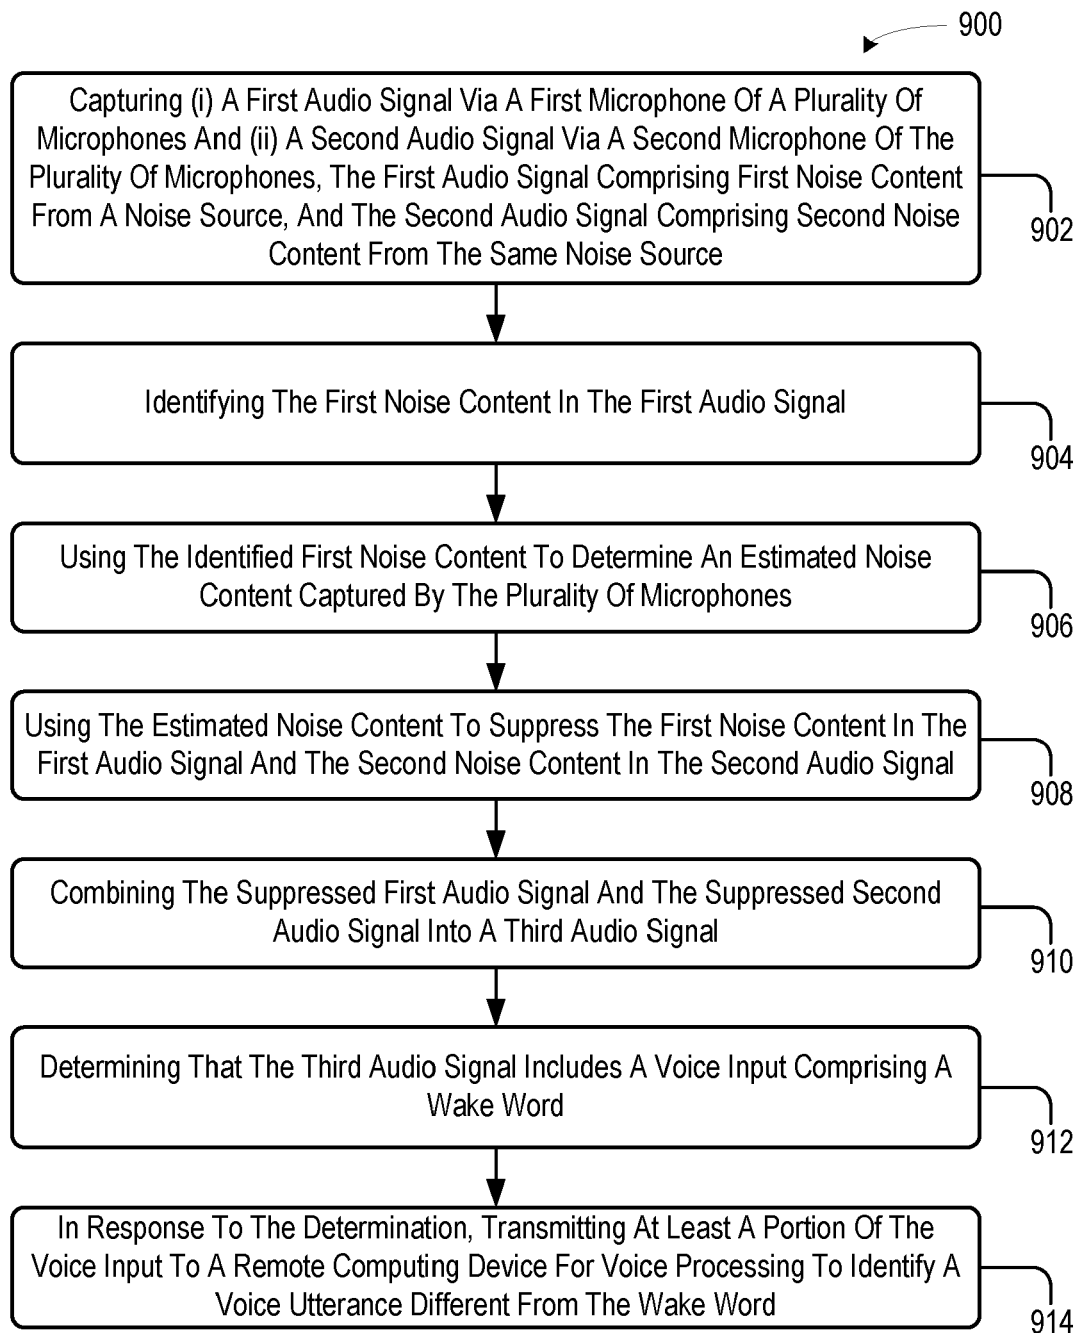 900
Capturing (i) A First Audio Signal Via A First Microphone Of A Plurality Of
Microphones And (ii) A Second Audio Signal Via A Second Microphone Of The
Plurality Of Microphones, The First Audio Signal Comprising First Noise Content
From A Noise Source, And The Second Audio Signal Comprising Second Noise
Content From The Same Noise Source
902
Identifying The First Noise Content In The First Audio Signal
904
Using The Identified First Noise Content To Determine An Estimated Noise
Content Captured By The Plurality Of Microphones
906
Using The Estimated Noise Content To Suppress The First Noise Content In The
First Audio Signal And The Second Noise Content In The Second Audio Signal
908
Combining The Suppressed First Audio Signal And The Suppressed Second
Audio Signal Into A Third Audio Signal
910
Determining That The Third Audio Signal Includes A Voice Input Comprising A
Wake Word
912
In Response To The Determination, Transmitting At Least A Portion Of The
Voice Input To A Remote Computing Device For Voice Processing To Identify A
Voice Utterance Different From The Wake Word
914